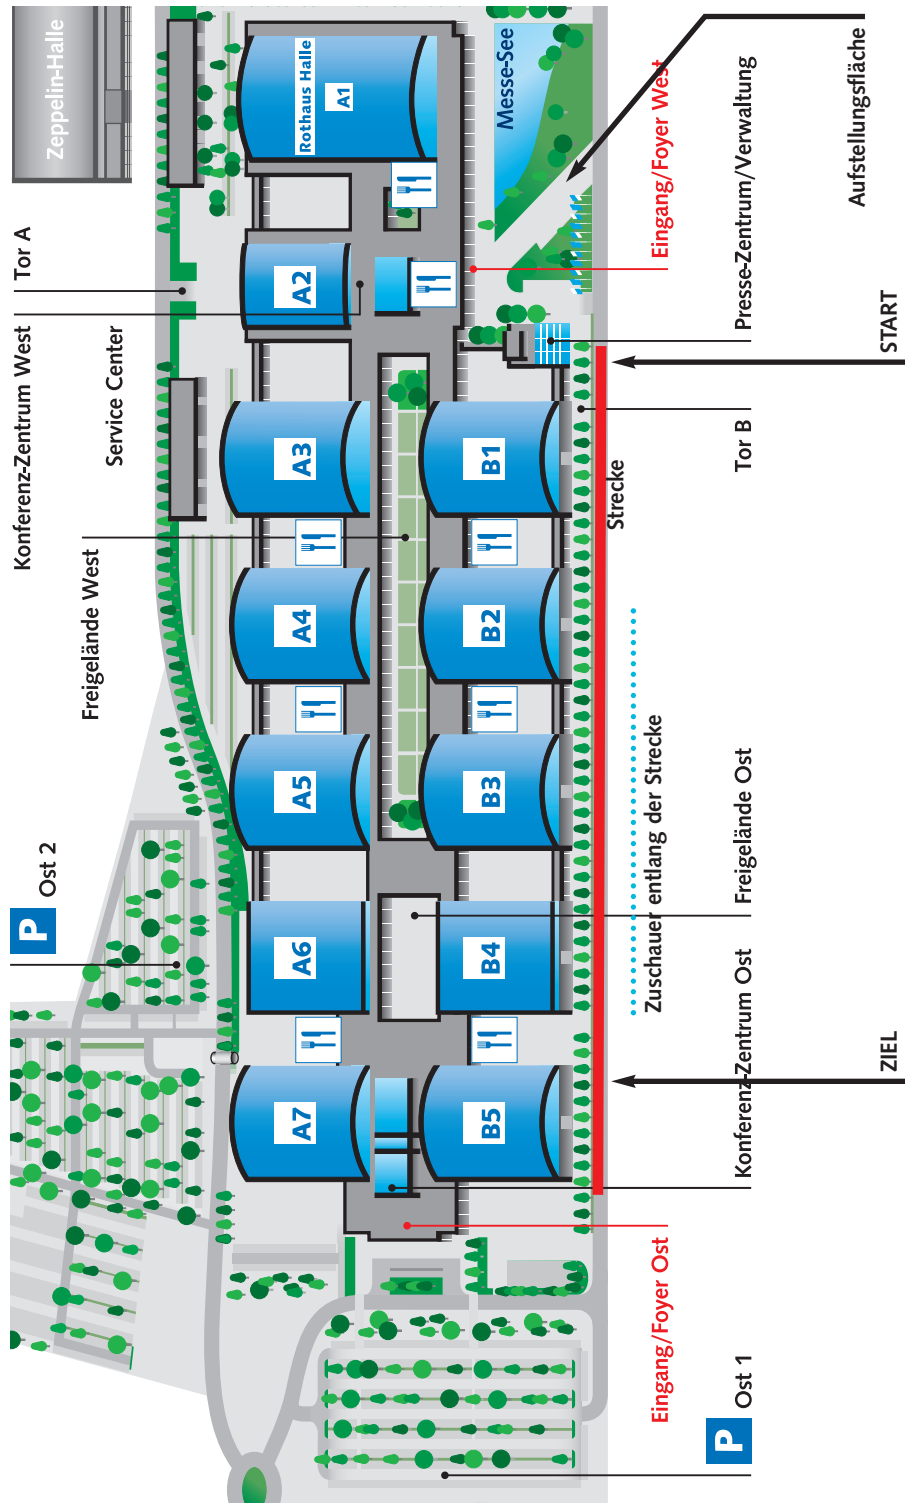 Zeppelin-Halle
Tor A
Konferenz-Zentrum West
Service Center
Freigelände West
P
Ost 2
Rothaus Halle
A1
A2
A3
A4
A5
A6
A7
B1
B2
B3
B4
B5
Messe-See
Eingang/Foyer West
Presse-Zentrum/Verwaltung
Aufstellungsfläche
START
Tor B
Strecke
Zuschauer entlang der Strecke
Freigelände Ost
Konferenz-Zentrum Ost
ZIEL
Eingang/Foyer Ost
P
Ost 1